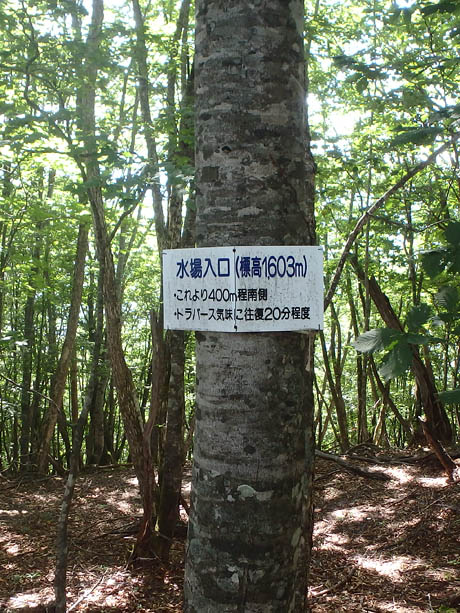 水場入口(標高1603m)
・これより400m程南側
・トラバース気味に往復20分程度